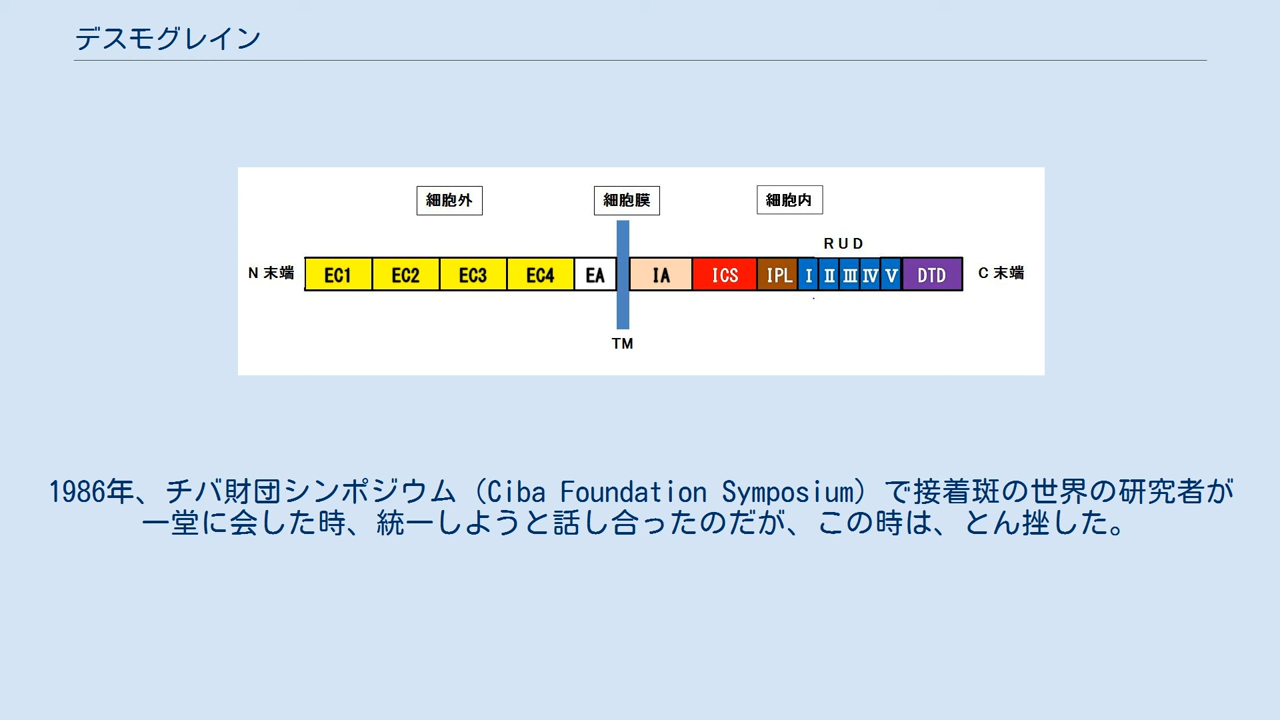 デスモグレイン
細胞外 細胞膜 細胞内
RUD
N末端 EC1 EC2 EC3 EC4 EA IA ICS IPL Ⅰ Ⅱ Ⅲ Ⅳ Ⅴ DTD C末端
TM
1986年、チバ財団シンポジウム（Ciba Foundation Symposium）で接着斑の世界の研究者が
一堂に会した時、統一しようと話し合ったのだが、この時は、とん挫した。